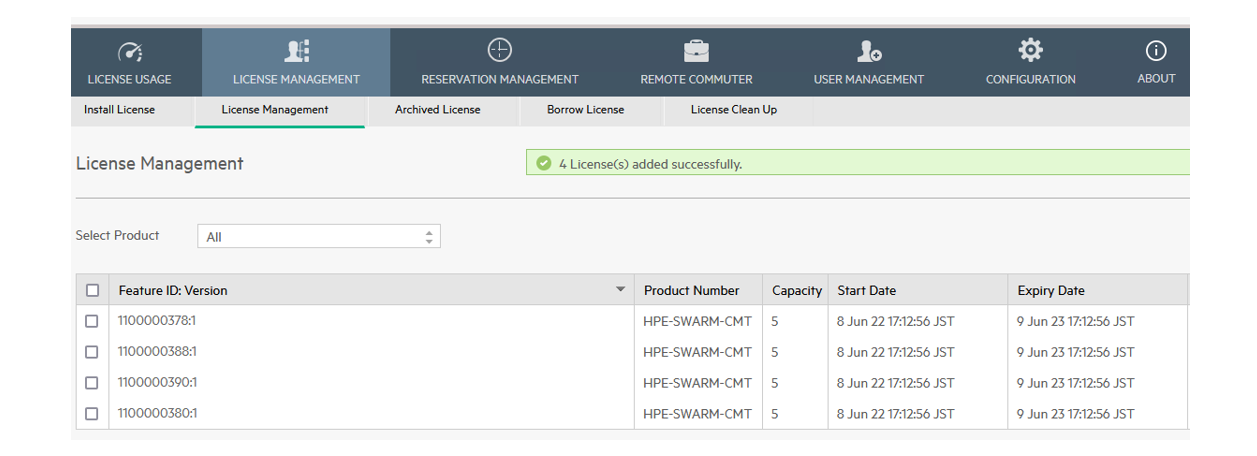 LICENSE USAGE LICENSE MANAGEMENT RESERVATION MANAGEMENT REMOTE COMMUTER USER MANAGEMENT CONFIGURATION ABOUT
Install License License Management Archived License Borrow License License Clean Up
License Management 4 License(s) added successfully.
Select Product All
Feature ID: Version Product Number Capacity Start Date Expiry Date
1100000378:1 HPE-SWARM-CMT 5 8 Jun 22 17:12:56 JST 9 Jun 23 17:12:56 JST
1100000388:1 HPE-SWARM-CMT 5 8 Jun 22 17:12:56 JST 9 Jun 23 17:12:56 JST
1100000390:1 HPE-SWARM-CMT 5 8 Jun 22 17:12:56 JST 9 Jun 23 17:12:56 JST
1100000380:1 HPE-SWARM-CMT 5 8 Jun 22 17:12:56 JST 9 Jun 23 17:12:56 JST